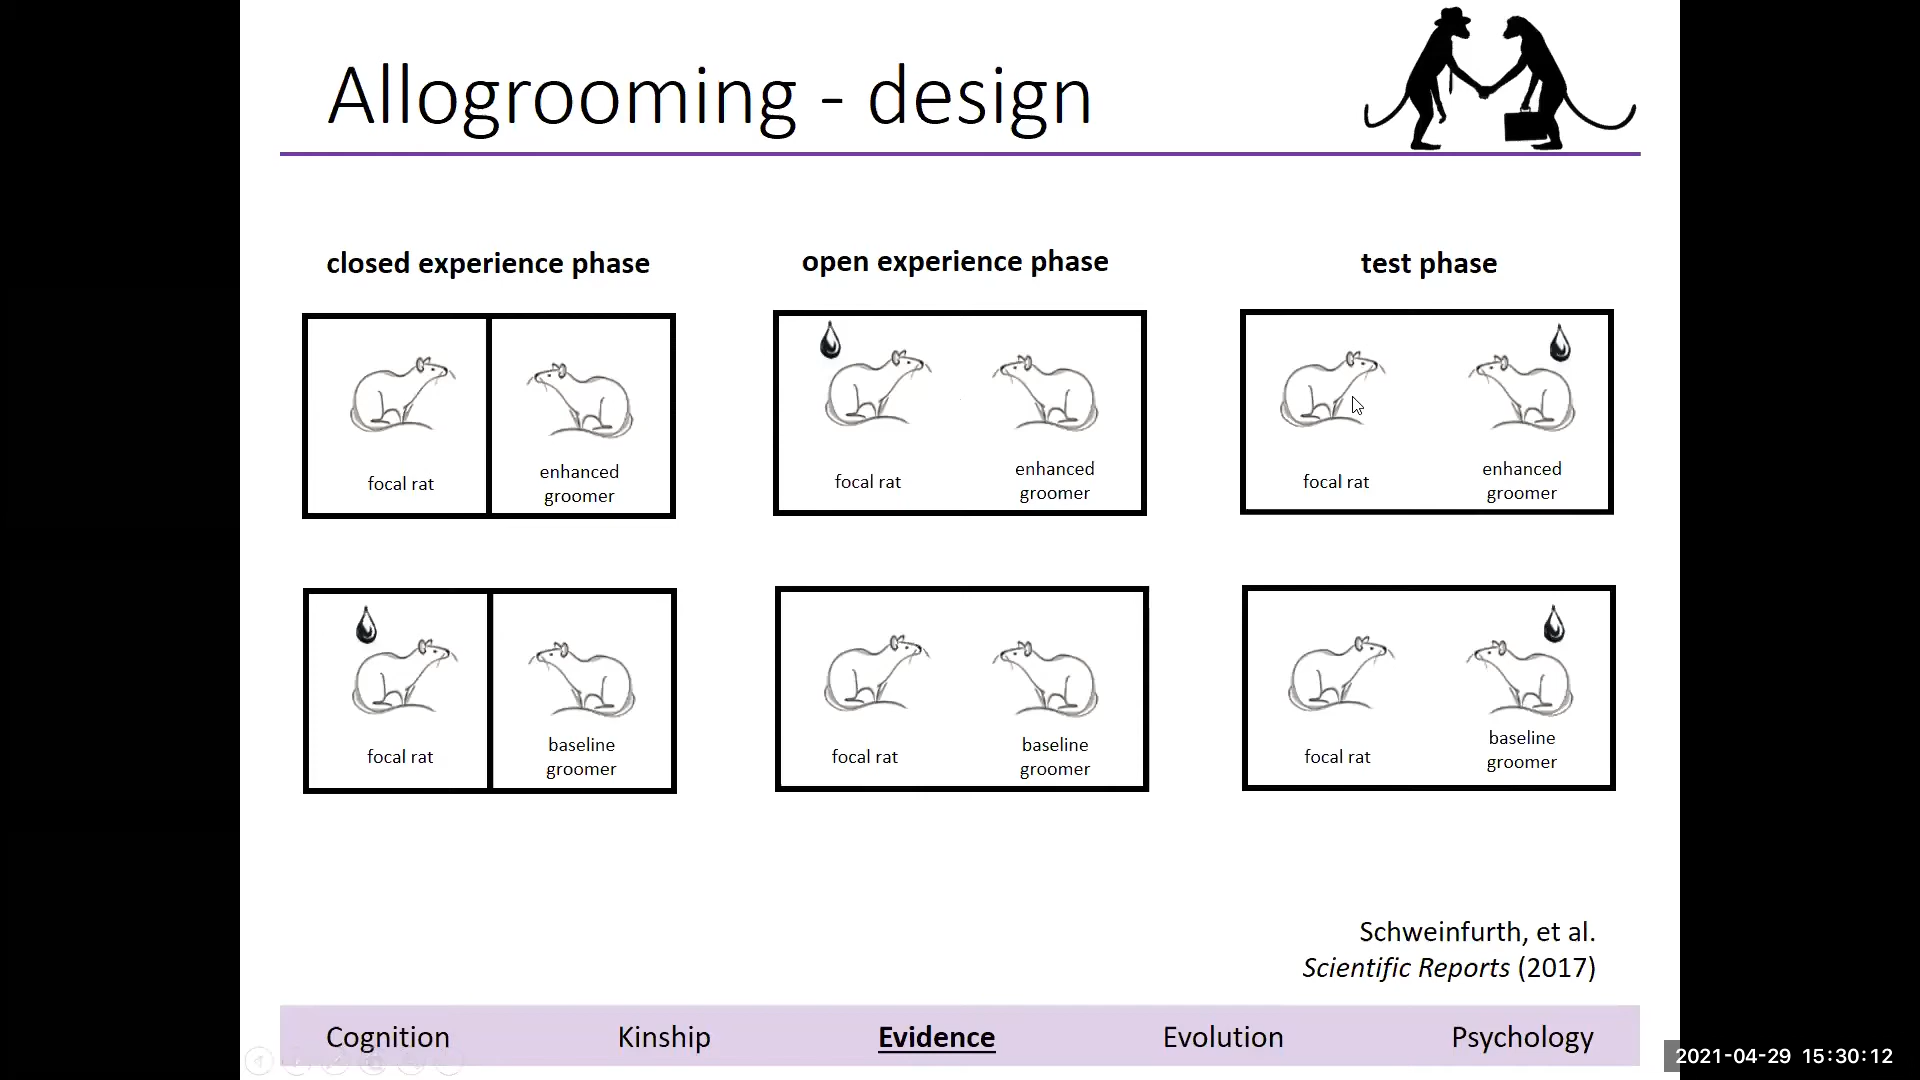 Allogrooming - design
closed experience phase
open experience phase
test phase
focal rat
enhanced
groomer
focal rat
enhanced
groomer
focal rat
enhanced
groomer
focal rat
baseline
groomer
focal rat
baseline
groomer
focal rat
baseline
groomer
Schweinfurth, et al.
Scientific Reports (2017)
Cognition
Kinship
Evidence
Evolution
Psychology
2021-04-29 15:30:12